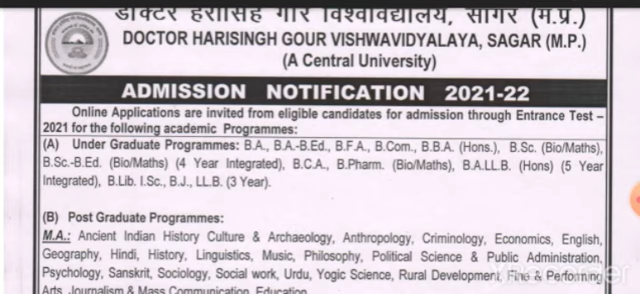 डॉक्टर हरीसिंह गौर विश्वविद्यालय, सागर (म.प्र.)
DOCTOR HARISINGH GOUR VISHWAVIDYALAYA, SAGAR (M.P.)
(A Central University)
ADMISSION NOTIFICATION 2021-22
Online Applications are invited from eligible candidates for admission through Entrance Test –
2021 for the following academic Programmes:
(A) Under Graduate Programmes: B.A., B.A.-B.Ed., B.F.A., B.Com., B.B.A. (Hons.), B.Sc. (Bio/Maths),
B.Sc.-B.Ed. (Bio/Maths) (4 Year Integrated), B.C.A., B.Pharm. (Bio/Maths), B.A.LL.B. (Hons) (5 Year
Integrated), B.Lib. I.Sc., B.J., LL.B. (3 Year).
(B) Post Graduate Programmes:
M.A.: Ancient Indian History Culture & Archaeology, Anthropology, Criminology, Economics, English,
Geography, Hindi, History, Linguistics, Music, Philosophy, Political Science & Public Administration,
Psychology, Sanskrit, Sociology, Social work, Urdu, Yogic Science, Rural Development, Fine & Performing
Arts, Journalism & Mass Communication, Education